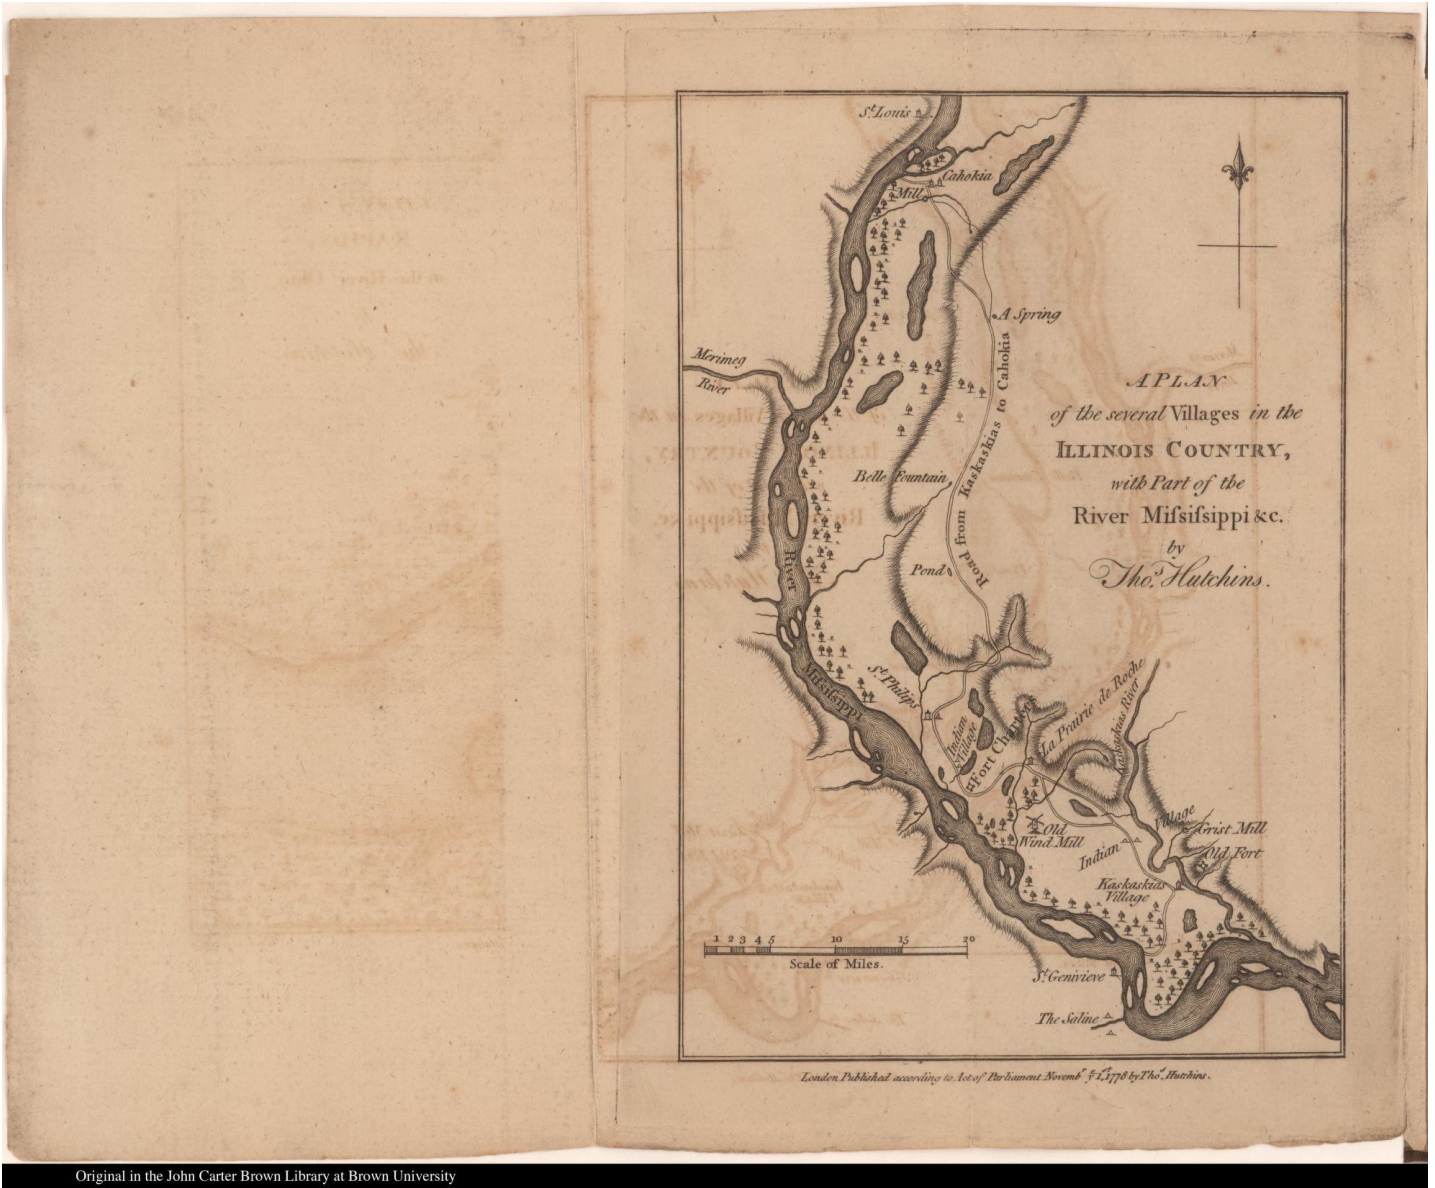 St. Louis
Cahokia
Mill
A Spring
Merimeg
River
Road from Kaskaskias to Cahokia
A PLAN
of the several Villages in the
ILLINOIS COUNTRY,
with Part of the
River Miſsiſsippi &c.
by
Thos. Hutchins.
Belle Fountain
Pond
River
Miſsiſsippi
St. Philips
Indian
Village
Fort Charters
La Prairie de Roche
Kaskaskias River
Old
Wind Mill
Indian Village
Grist Mill
Old Fort
Kaskaskias
Village
1 2 3 4 5 10 15 20
Scale of Miles.
St. Genivieve
The Saline
London Published according to Act of Parliament Novembr. ye. 1st. 1778 by Thos. Hutchins.
Original in the John Carter Brown Library at Brown University